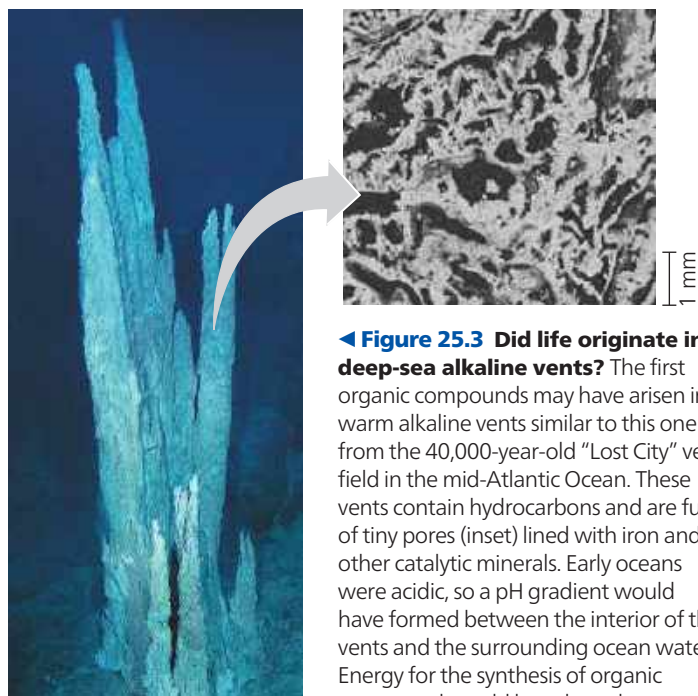 1 mm
◄ Figure 25.3 Did life originate in
deep-sea alkaline vents? The first
organic compounds may have arisen in
warm alkaline vents similar to this one
from the 40,000-year-old “Lost City”
field in the mid-Atlantic Ocean. These
vents contain hydrocarbons and are
of tiny pores (inset) lined with iron and
other catalytic minerals. Early oceans
were acidic, so a pH gradient would
have formed between the interior of
vents and the surrounding ocean
Energy for the synthesis of organic